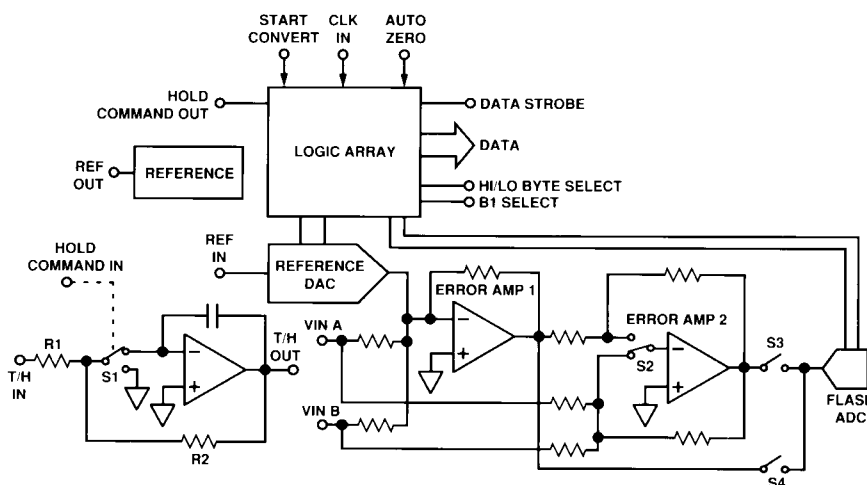 START
CONVERT
CLK
IN
AUTO
ZERO
HOLD
COMMAND OUT
LOGIC ARRAY
DATA STROBE
DATA
REF
OUT
REFERENCE
HI/LO BYTE SELECT
B1 SELECT
HOLD
COMMAND IN
REF
IN
REFERENCE
DAC
ERROR AMP 1
ERROR AMP 2
VIN A
R1
T/H
IN
S1
T/H
OUT
S2
S3
FLASH
ADC
VIN B
R2
S4